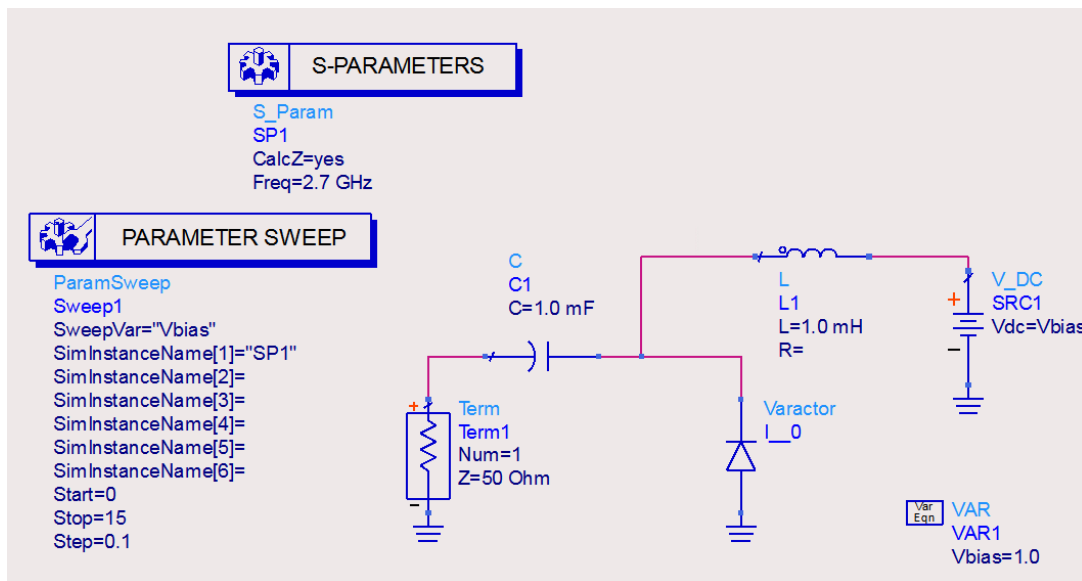 S-PARAMETERS
S_Param
SP1
CalcZ=yes
Freq=2.7 GHz
PARAMETER SWEEP
ParamSweep
Sweep1
SweepVar="Vbias"
SimInstanceName[1]="SP1"
SimInstanceName[2]=
SimInstanceName[3]=
SimInstanceName[4]=
SimInstanceName[5]=
SimInstanceName[6]=
Start=0
Stop=15
Step=0.1
C
C1
C=1.0 mF
L
L1
L=1.0 mH
R=
V_DC
SRC1
Vdc=Vbias
Term
Term1
Num=1
Z=50 Ohm
Varactor
I__0
Var
Eqn
VAR
VAR1
Vbias=1.0